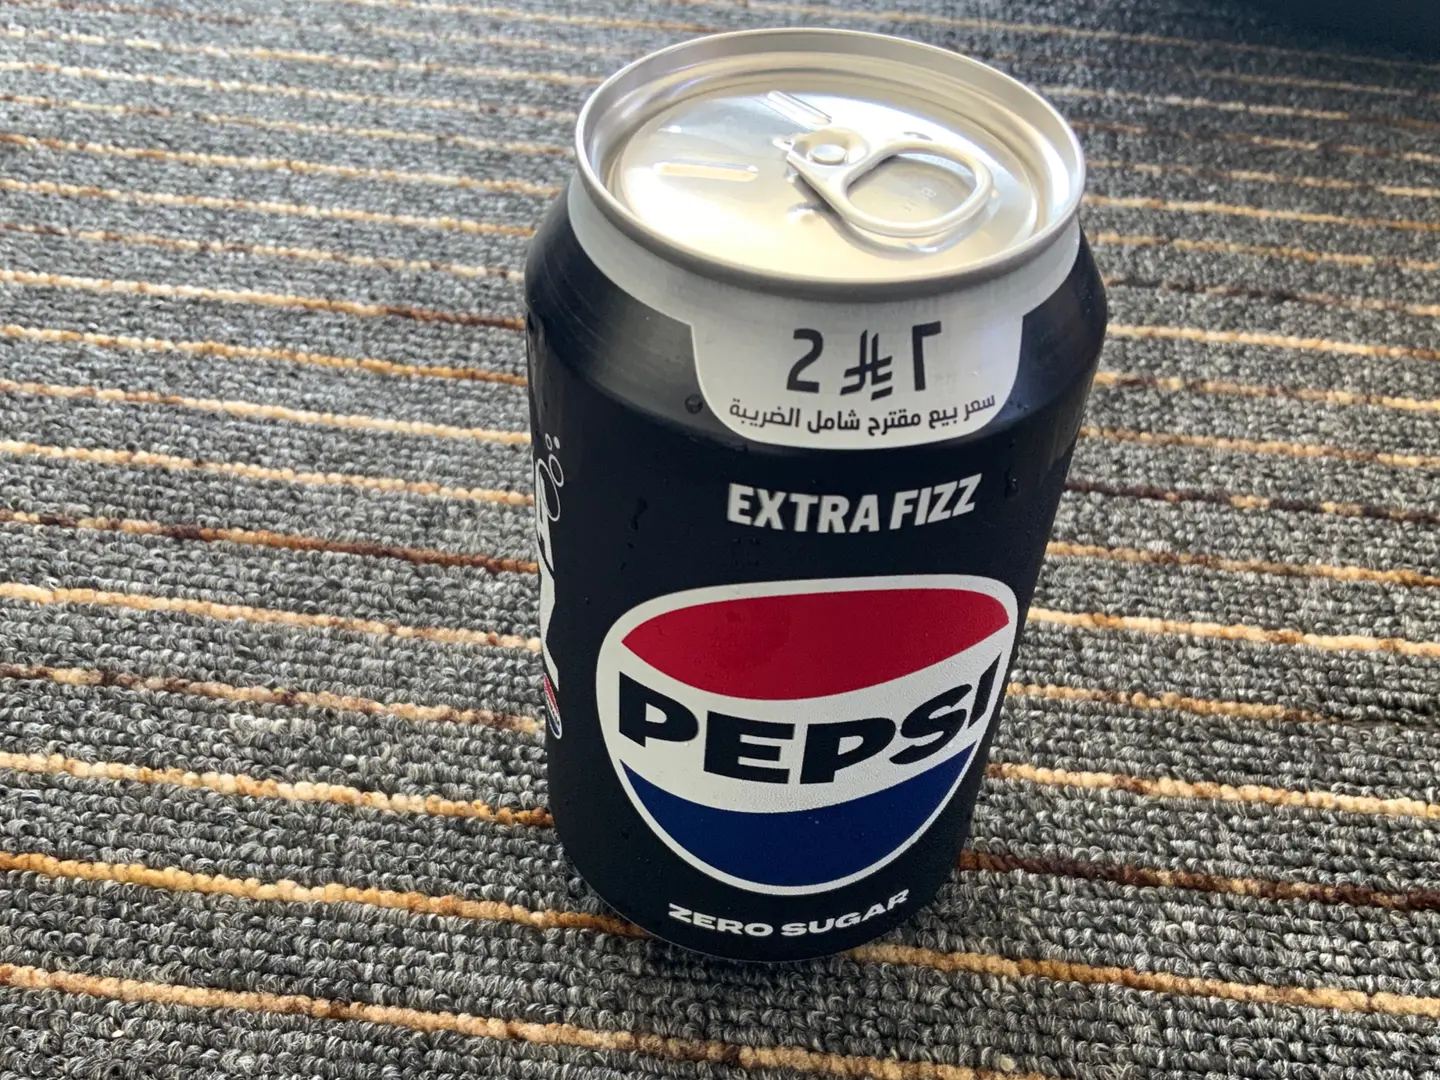 2 ⃁ ٢
سعر بيع مقترح شامل الضريبة
EXTRA FIZZ
PEPSI
ZERO SUGAR